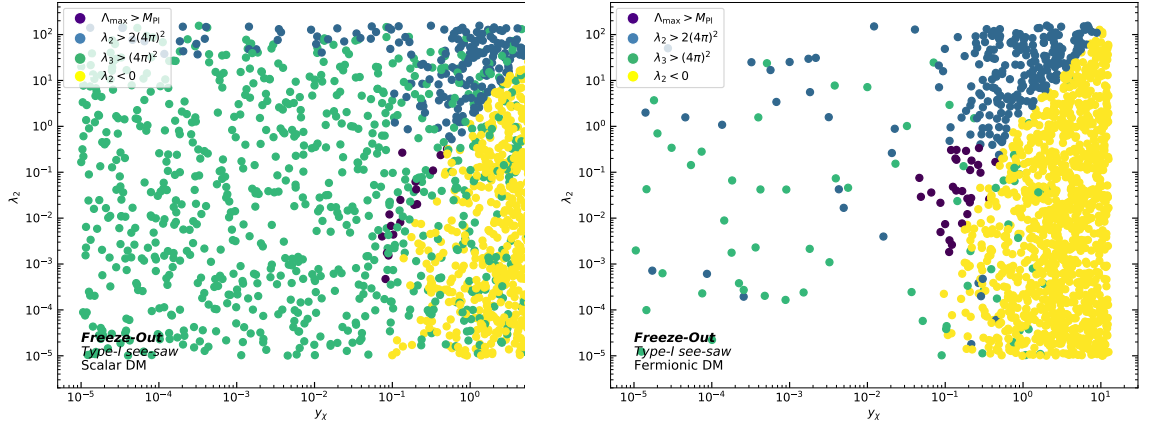 Λmax > MPl
λ2 > 2(4π)²
λ3 > (4π)²
λ2 < 0
10²
10¹
10⁰
10⁻¹
10⁻²
10⁻³
10⁻⁴
10⁻⁵
λ2
Freeze-Out
Type-I see-saw
Scalar DM
10⁻⁵ 10⁻⁴ 10⁻³ 10⁻² 10⁻¹ 10⁰
yχ
Λmax > MPl
λ2 > 2(4π)²
λ3 > (4π)²
λ2 < 0
10²
10¹
10⁰
10⁻¹
10⁻²
10⁻³
10⁻⁴
10⁻⁵
λ2
Freeze-Out
Type-I see-saw
Fermionic DM
10⁻⁵ 10⁻⁴ 10⁻³ 10⁻² 10⁻¹ 10⁰ 10¹
yχ